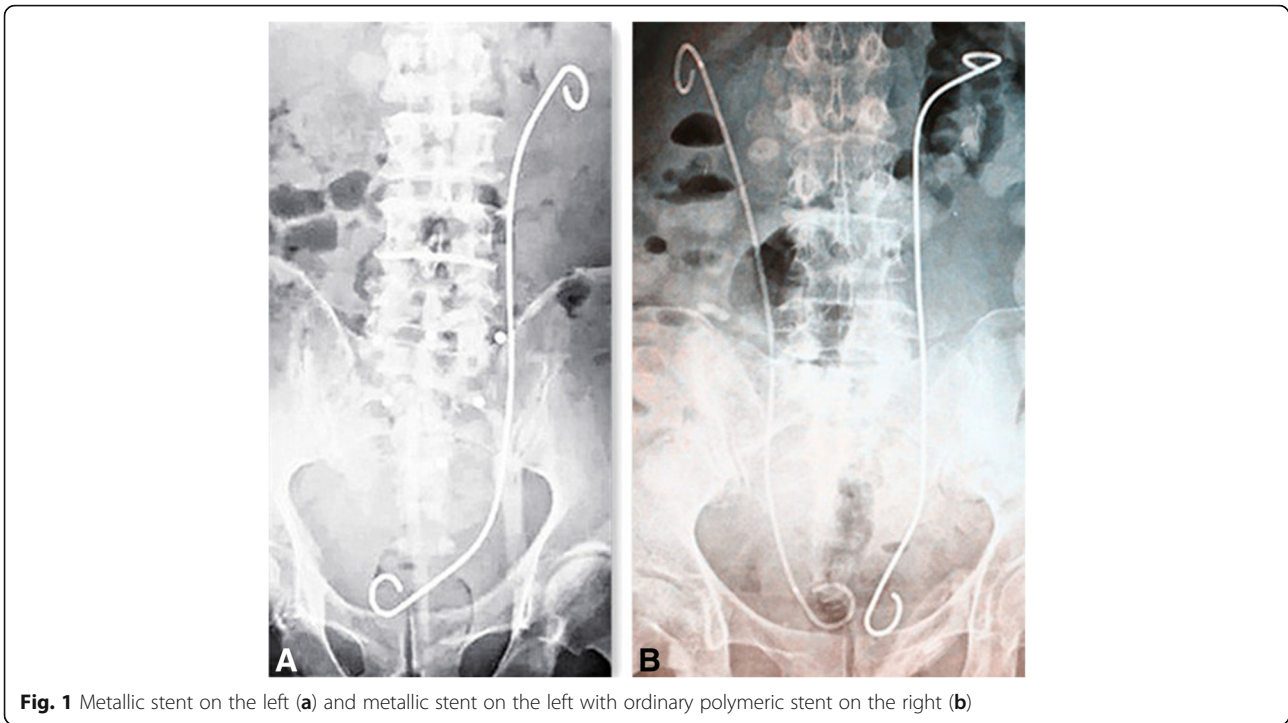 A
B
Fig. 1 Metallic stent on the left (a) and metallic stent on the left with ordinary polymeric stent on the right (b)